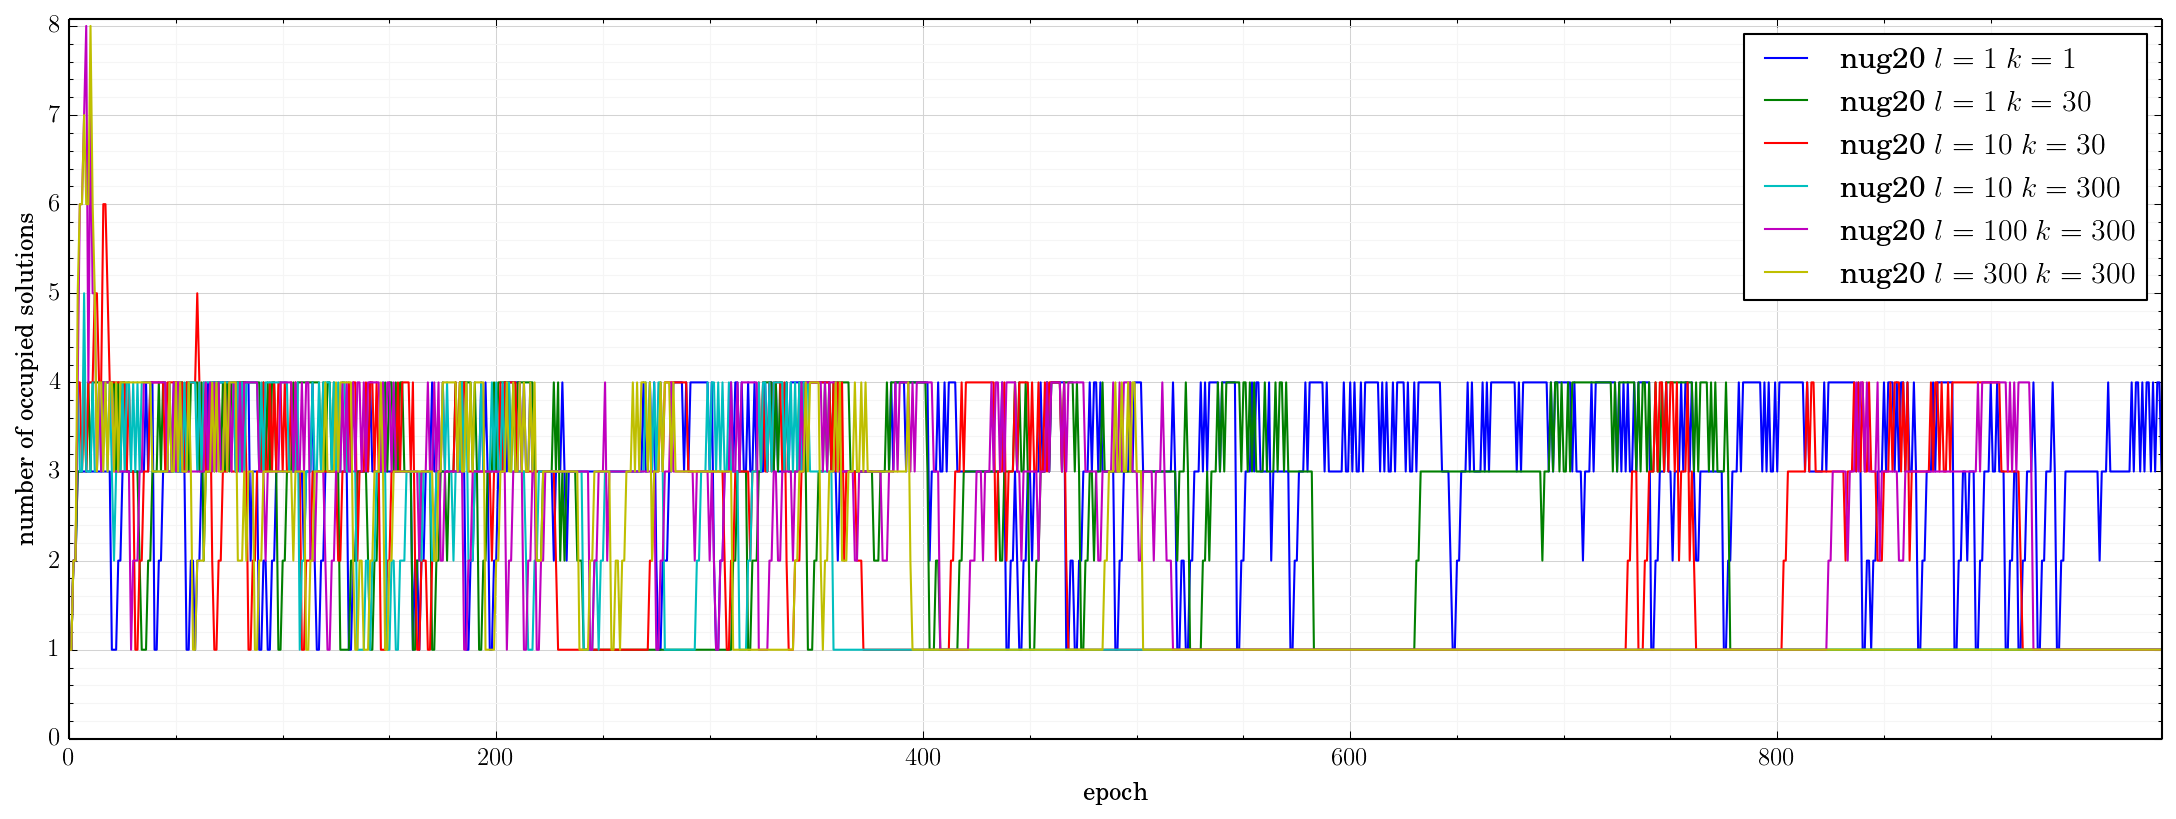 8
7
6
5
4
3
2
1
0
number of occupied solutions
0 200 400 600 800
epoch
nug20 l = 1 k = 1
nug20 l = 1 k = 30
nug20 l = 10 k = 30
nug20 l = 10 k = 300
nug20 l = 100 k = 300
nug20 l = 300 k = 300